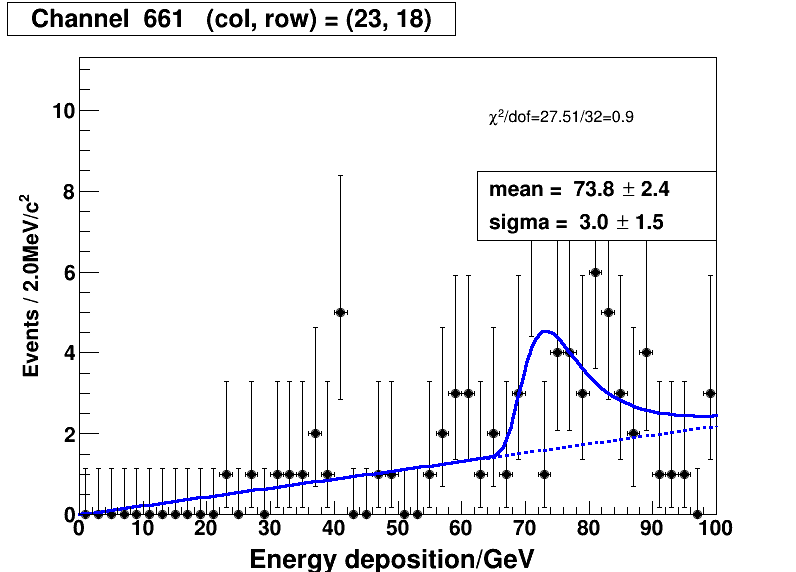 Channel 661 (col, row) = (23, 18)
χ²/dof=27.51/32=0.9
mean = 73.8 ± 2.4
sigma = 3.0 ± 1.5
Events / 2.0MeV/c²
10
8
6
4
2
0
0 10 20 30 40 50 60 70 80 90 100
Energy deposition/GeV